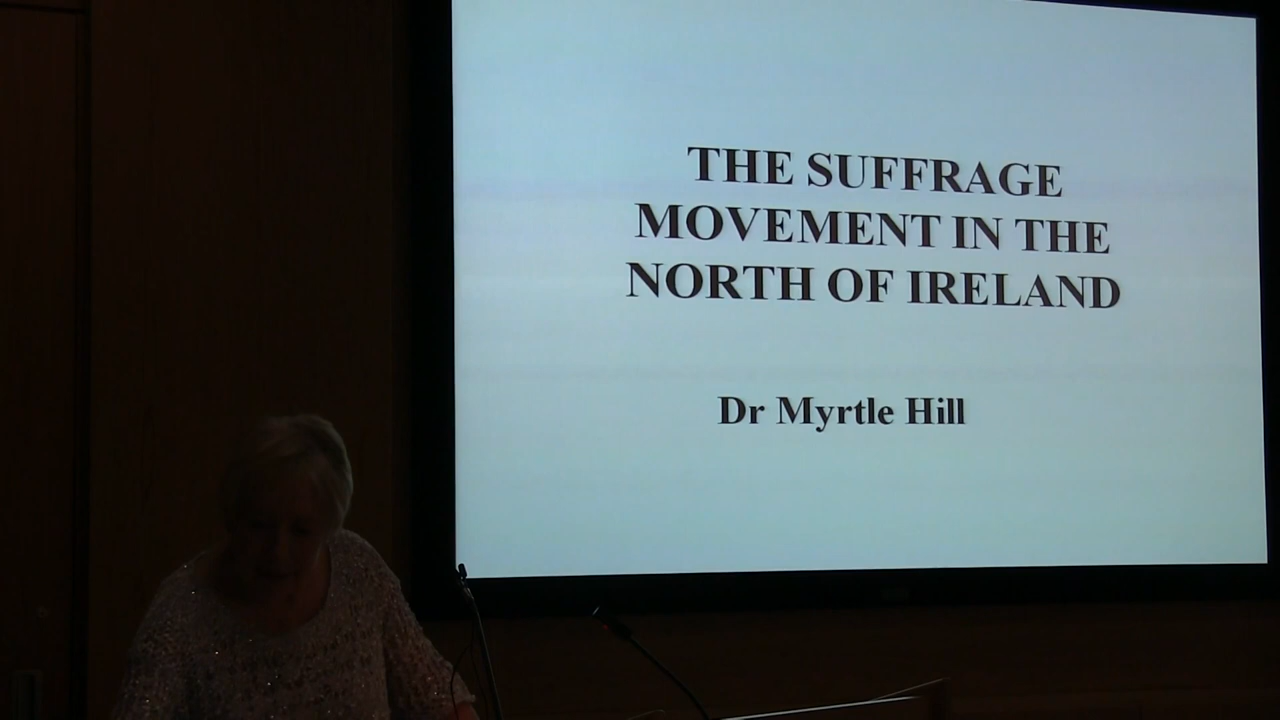 THE SUFFRAGE
MOVEMENT IN THE
NORTH OF IRELAND
Dr Myrtle Hill